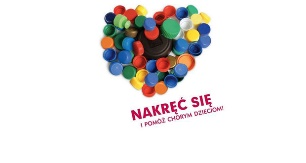 NAKRĘĆ SIĘ
I POMÓŻ CHORYM DZIECIOM!